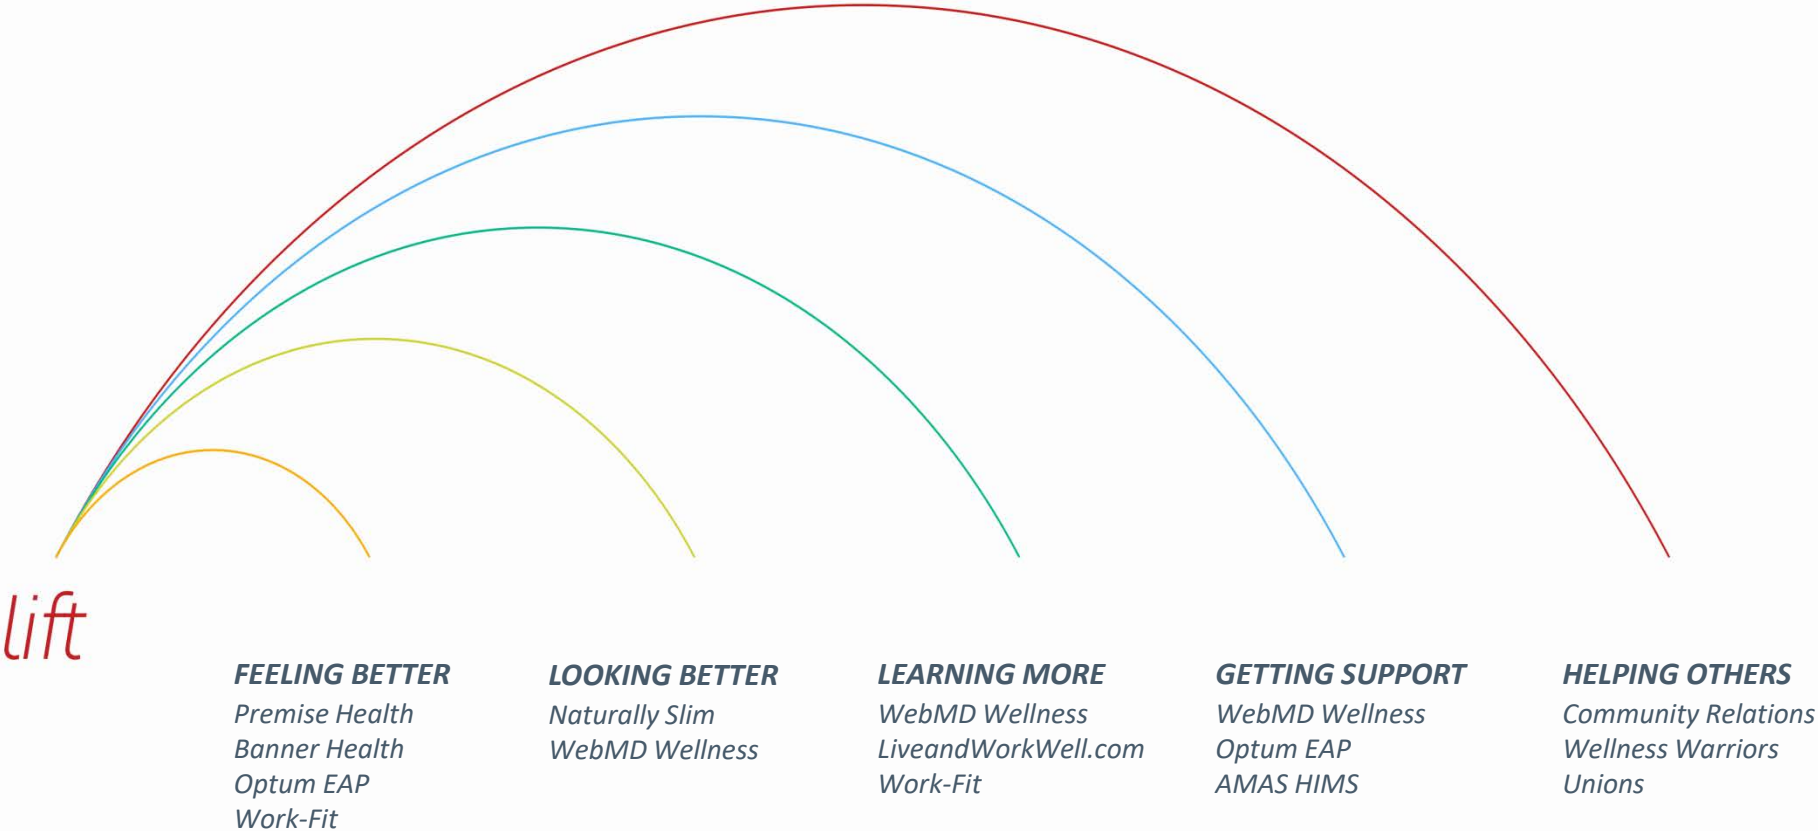 lift
FEELING BETTER
Premise Health
Banner Health
Optum EAP
Work-Fit
LOOKING BETTER
Naturally Slim
WebMD Wellness
LEARNING MORE
WebMD Wellness
LiveandWorkWell.com
Work-Fit
GETTING SUPPORT
WebMD Wellness
Optum EAP
AMAS HIMS
HELPING OTHERS
Community Relations
Wellness Warriors
Unions